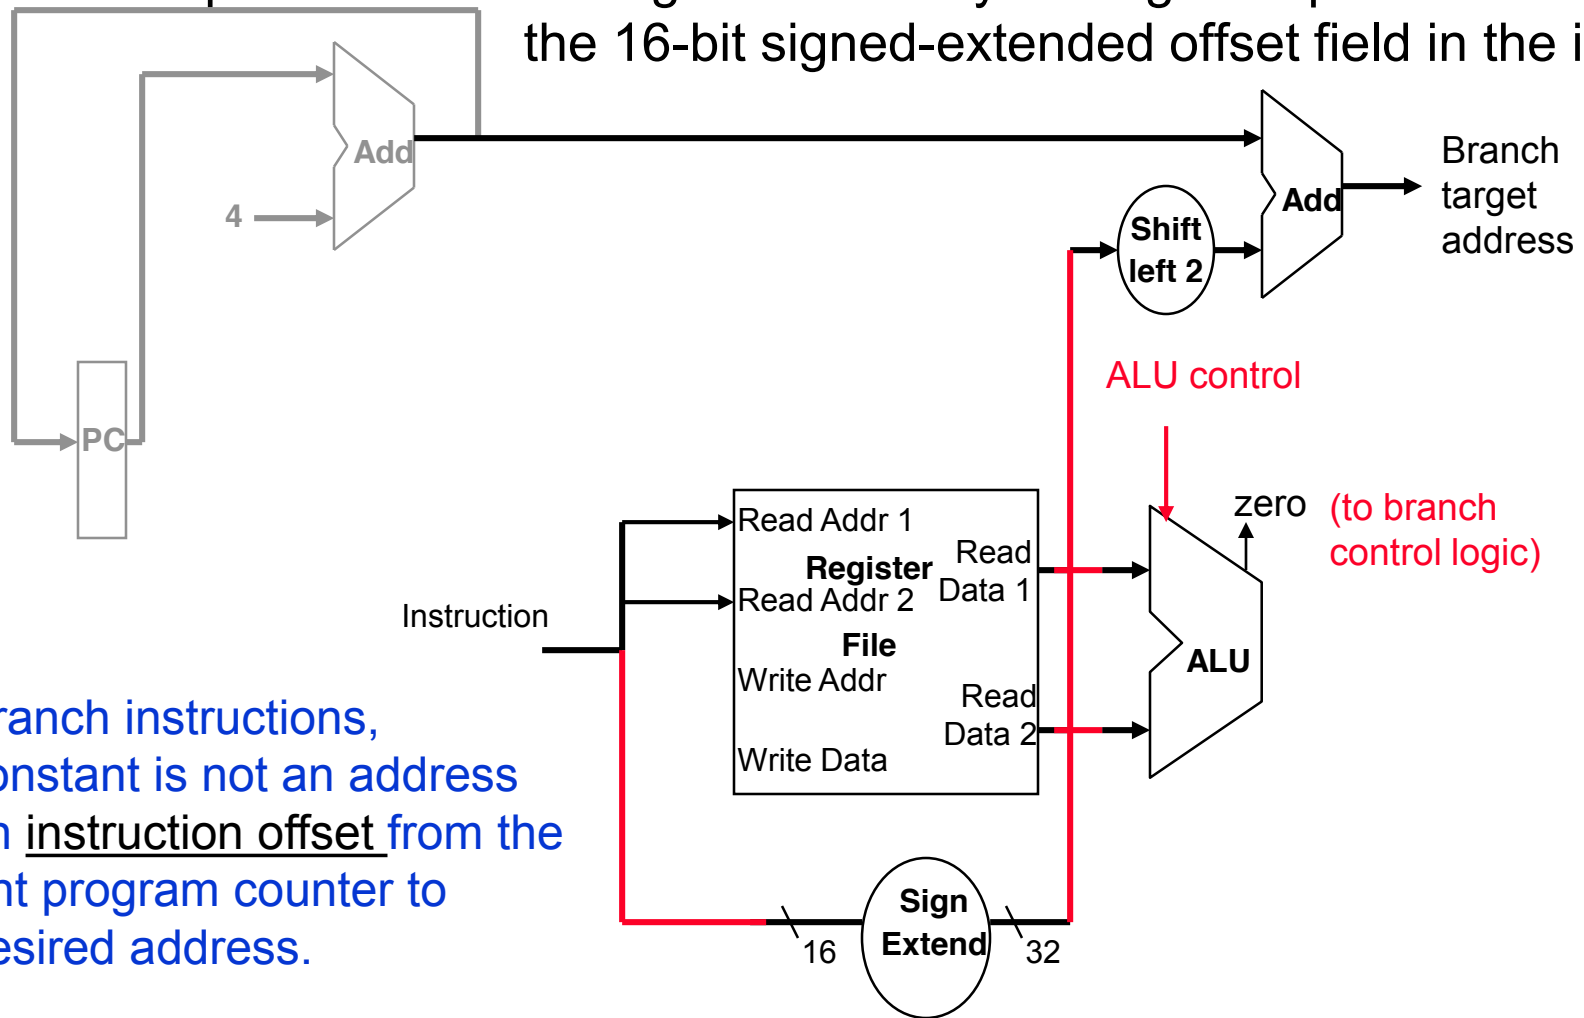 the 16-bit signed-extended offset field in the
Add
Branch
target
address
4
Add
Shift
left 2
ALU control
PC
Read Addr 1
Register
Read
Data 1
zero
(to branch
control logic)
Instruction
Read Addr 2
File
ALU
Write Addr
Read
Data 2
Write Data
ranch instructions,
onstant is not an address
n instruction offset from the
nt program counter to
esired address.
Sign
Extend
16
32